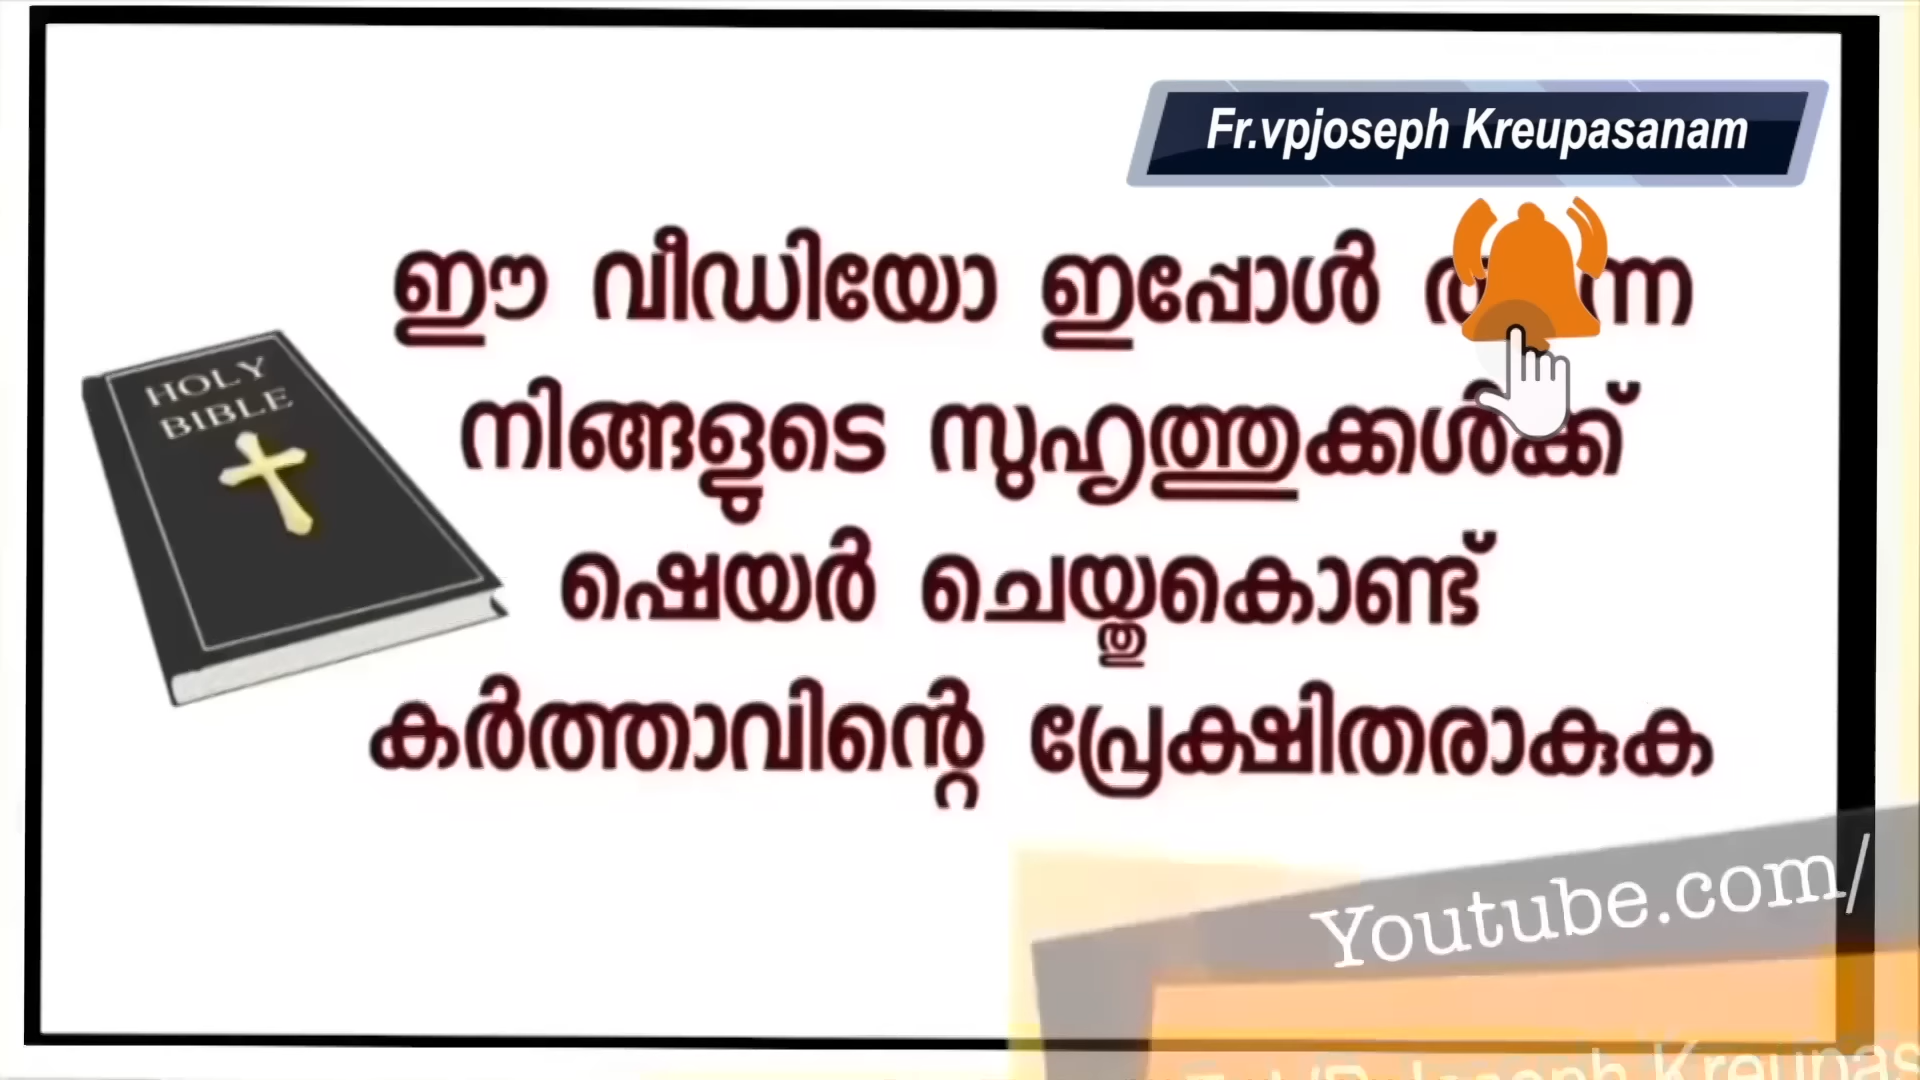 Fr.vpjoseph Kreupasanam
ഈ വീഡിയോ ഇപ്പോൾ
നിങ്ങളുടെ സുഹൃത്തുക്കൾക്ക്
ഷെയർ ചെയ്തുകൊണ്ട്
കർത്താവിന്റെ പ്രേക്ഷിതരാകുക
HOLY
BIBLE
Youtube.com/